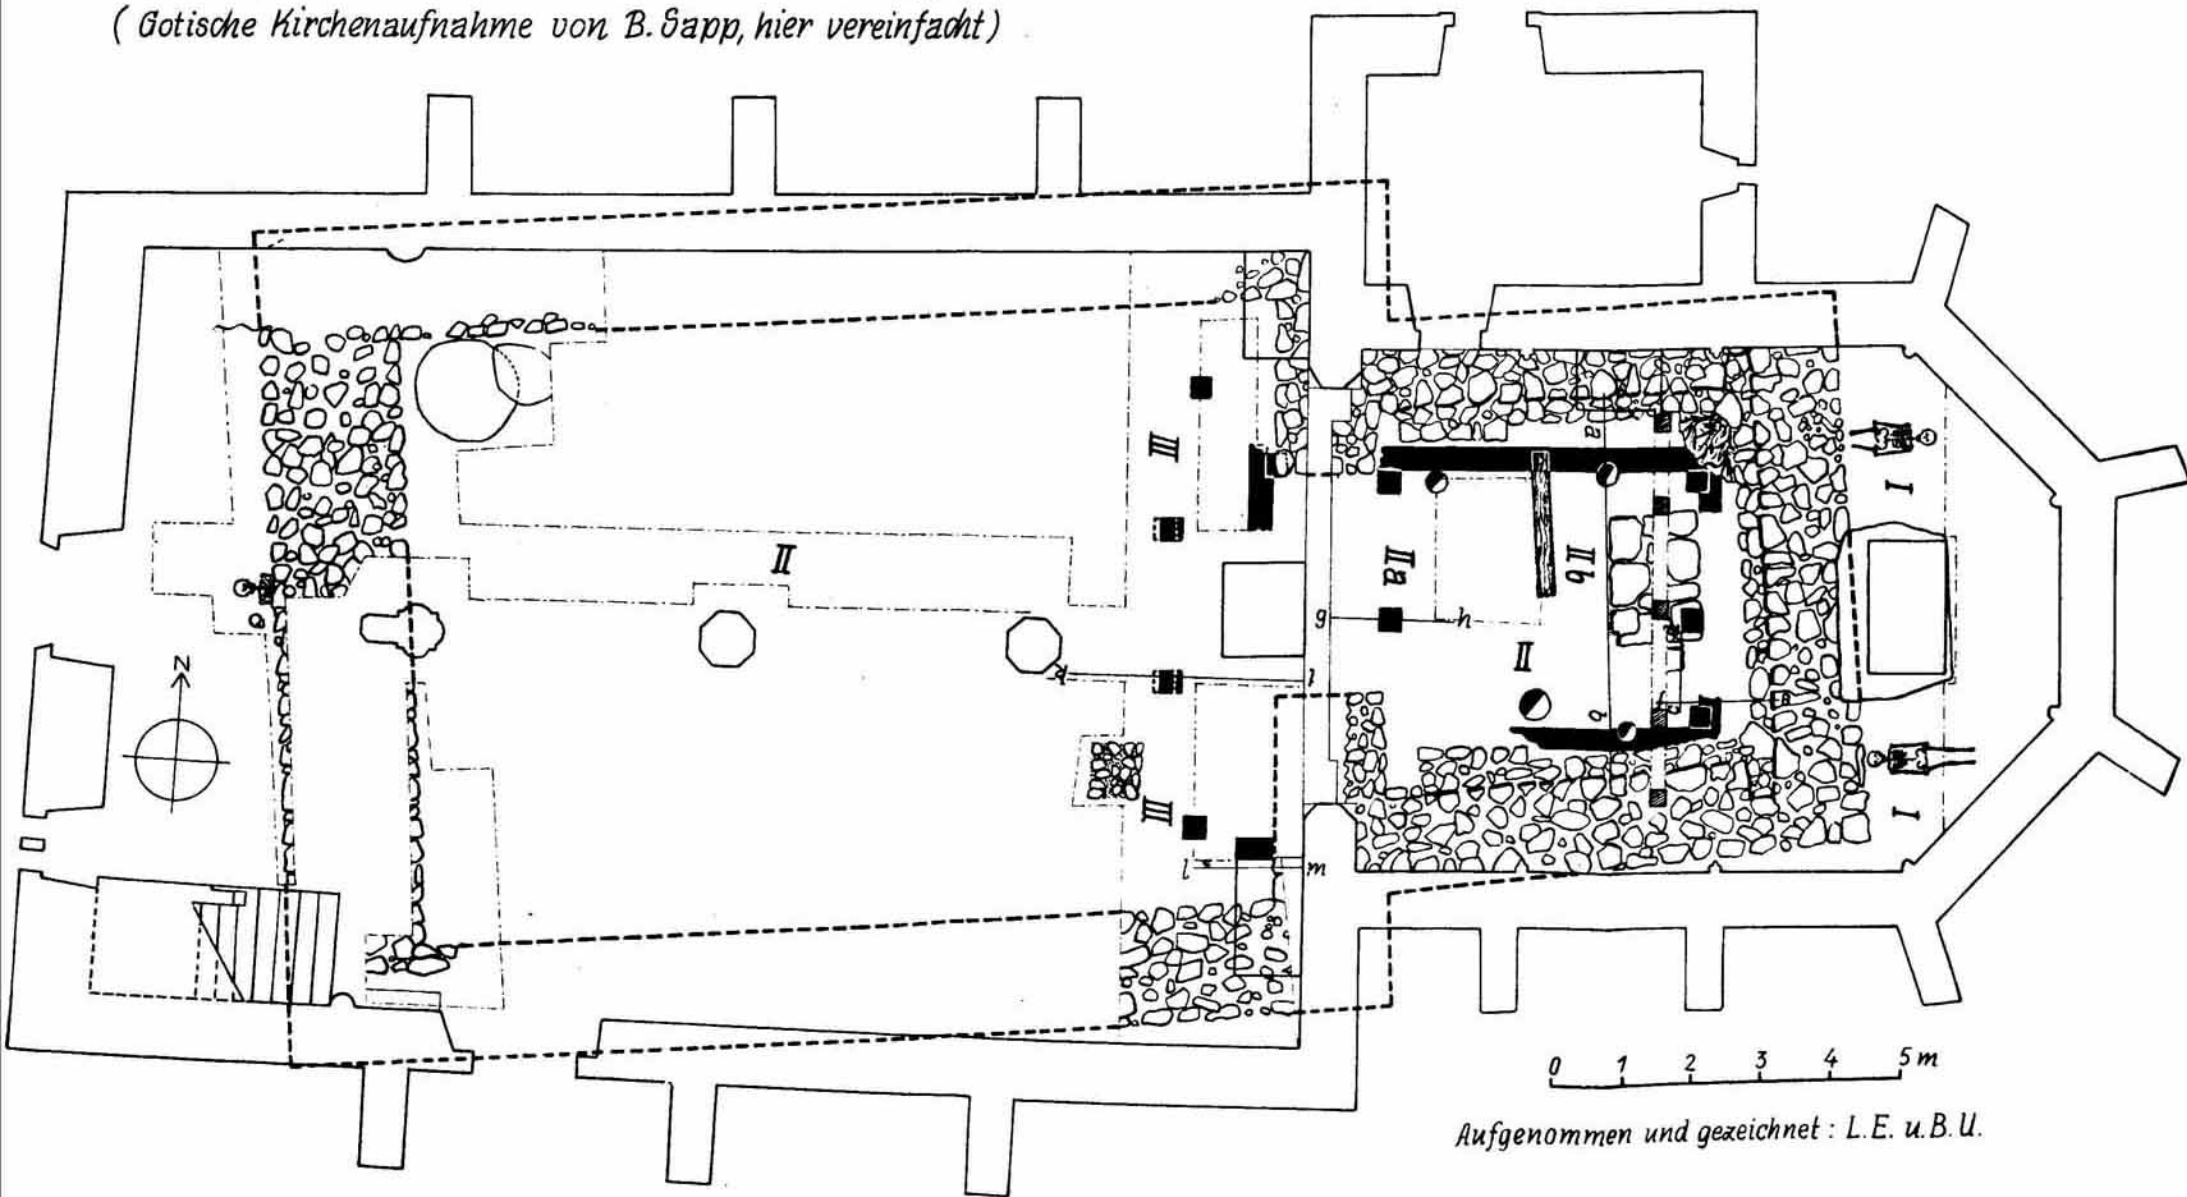 ( Gotische Kirchenaufnahme von B. Sapp, hier vereinfacht )
a
I
III
II
IIa
IIb
g
h
N
II
l
f
b
III
I
l
m
0 1 2 3 4 5 m
Aufgenommen und gezeichnet : L.E. u. B.U.